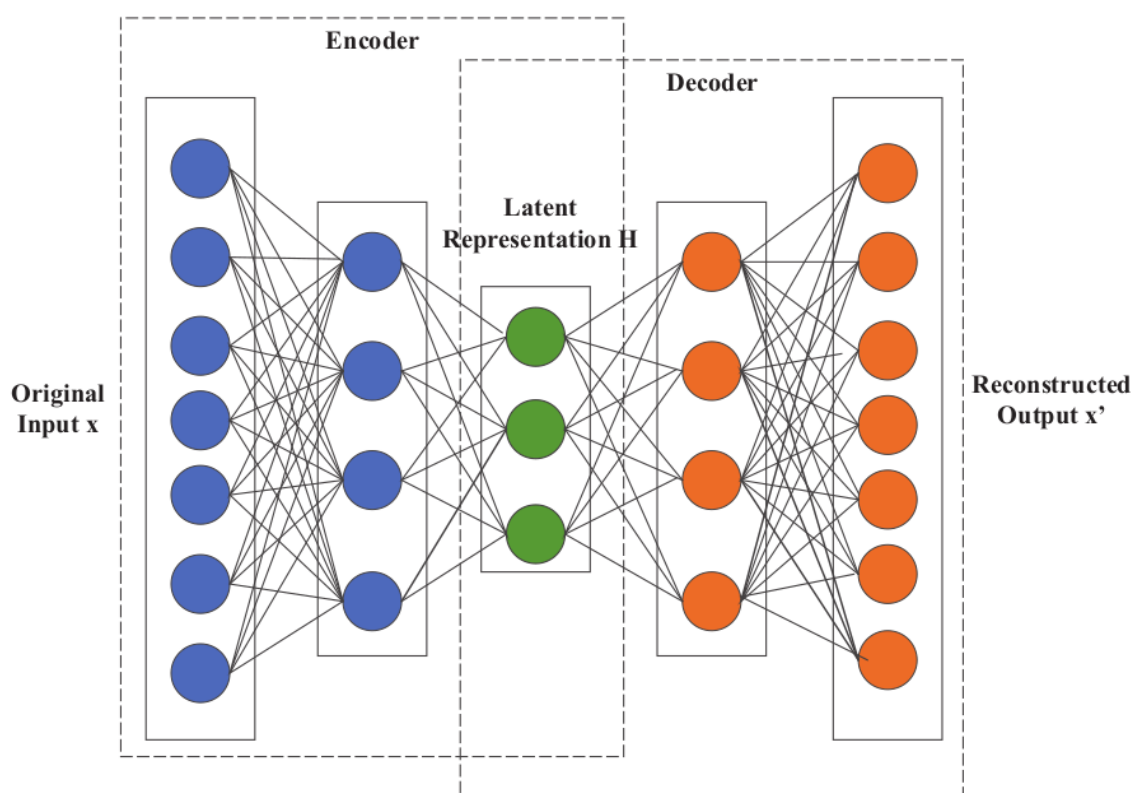 Encoder
Decoder
Latent
Representation H
Original
Input x
Reconstructed
Output x’